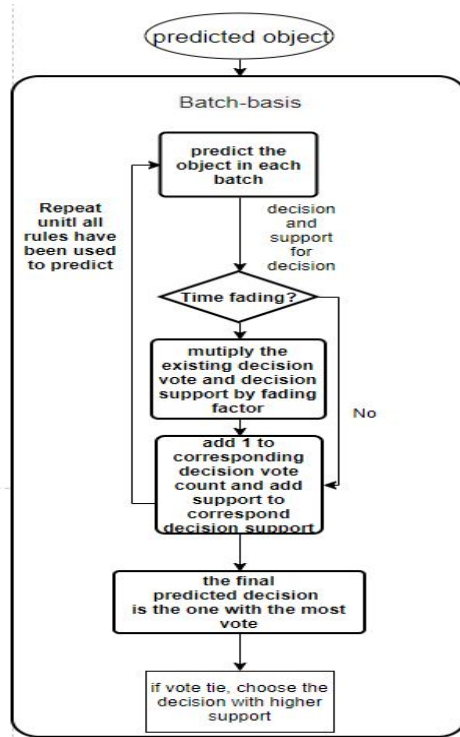 predicted object
Batch-basis
predict the
object in each
batch
Repeat
unitl all
rules have
been used
to predict
decision
and
support
for
decision
Time fading?
mutiply the
existing decision
vote and decision
support by fading
factor
No
add 1 to
corresponding
decision vote
count and add
support to
correspond
decision support
the final
predicted decision
is the one with the most
vote
if vote tie, choose the
decision with higher
support